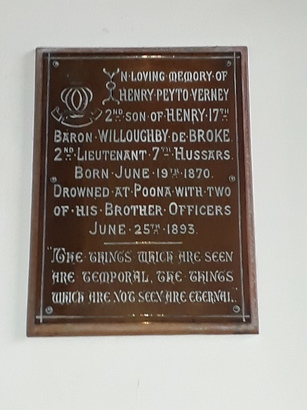 IN·LOVING·MEMORY·OF
HENRY·PEYTO·VERNEY
2ND·SON·OF·HENRY·17TH
BARON·WILLOUGHBY·DE·BROKE
2ND·LIEUTENANT·7TH·HUSSARS.
BORN·JUNE·19TH·1870.
DROWNED·AT·POONA·WITH·TWO
OF·HIS·BROTHER·OFFICERS
JUNE·25TH·1893.
"THE THINGS WHICH ARE SEEN
ARE TEMPORAL, THE THINGS
WHICH ARE NOT SEEN ARE ETERNAL."